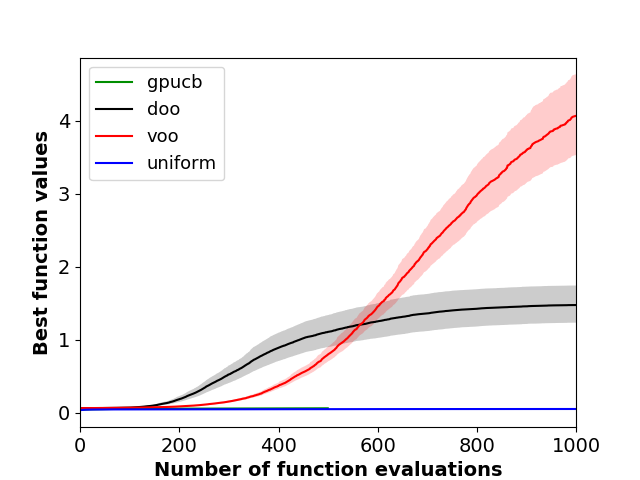 gpucb
doo
voo
uniform
Best function values
4
3
2
1
0
0 200 400 600 800 1000
Number of function evaluations